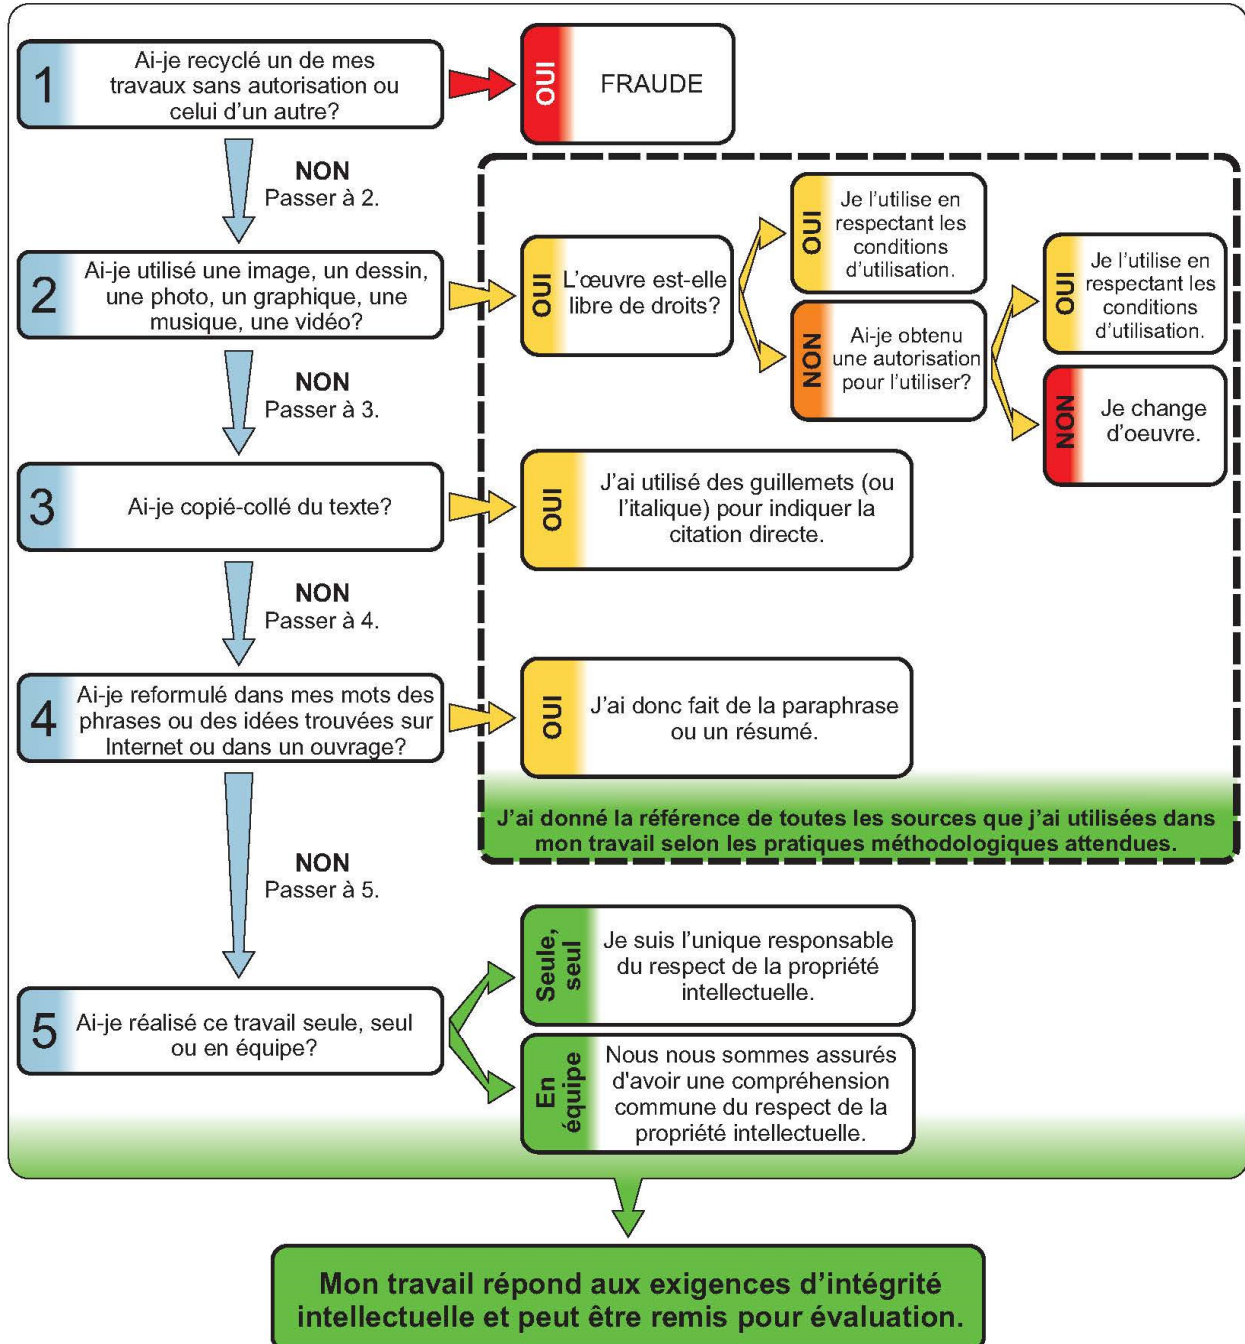 1
Ai-je recyclé un de mes
travaux sans autorisation ou
celui d'un autre?
OUI
FRAUDE
NON
Passer à 2.
2
Ai-je utilisé une image, un dessin,
une photo, un graphique, une
musique, une vidéo?
OUI
L'œuvre est-elle
libre de droits?
OUI
Je l'utilise en
respectant les
conditions
d'utilisation.
NON
Ai-je obtenu
une autorisation
pour l'utiliser?
OUI
Je l'utilise en
respectant les
conditions
d'utilisation.
NON
Je change
d'oeuvre.
NON
Passer à 3.
3
Ai-je copié-collé du texte?
OUI
J'ai utilisé des guillemets (ou
l'italique) pour indiquer la
citation directe.
NON
Passer à 4.
4
Ai-je reformulé dans mes mots des
phrases ou des idées trouvées sur
Internet ou dans un ouvrage?
OUI
J'ai donc fait de la paraphrase
ou un résumé.
J'ai donné la référence de toutes les sources que j'ai utilisées dans
mon travail selon les pratiques méthodologiques attendues.
NON
Passer à 5.
5
Ai-je réalisé ce travail seule, seul
ou en équipe?
Seule,
seul
Je suis l'unique responsable
du respect de la propriété
intellectuelle.
En
équipe
Nous nous sommes assurés
d'avoir une compréhension
commune du respect de la
propriété intellectuelle.
Mon travail répond aux exigences d'intégrité
intellectuelle et peut être remis pour évaluation.